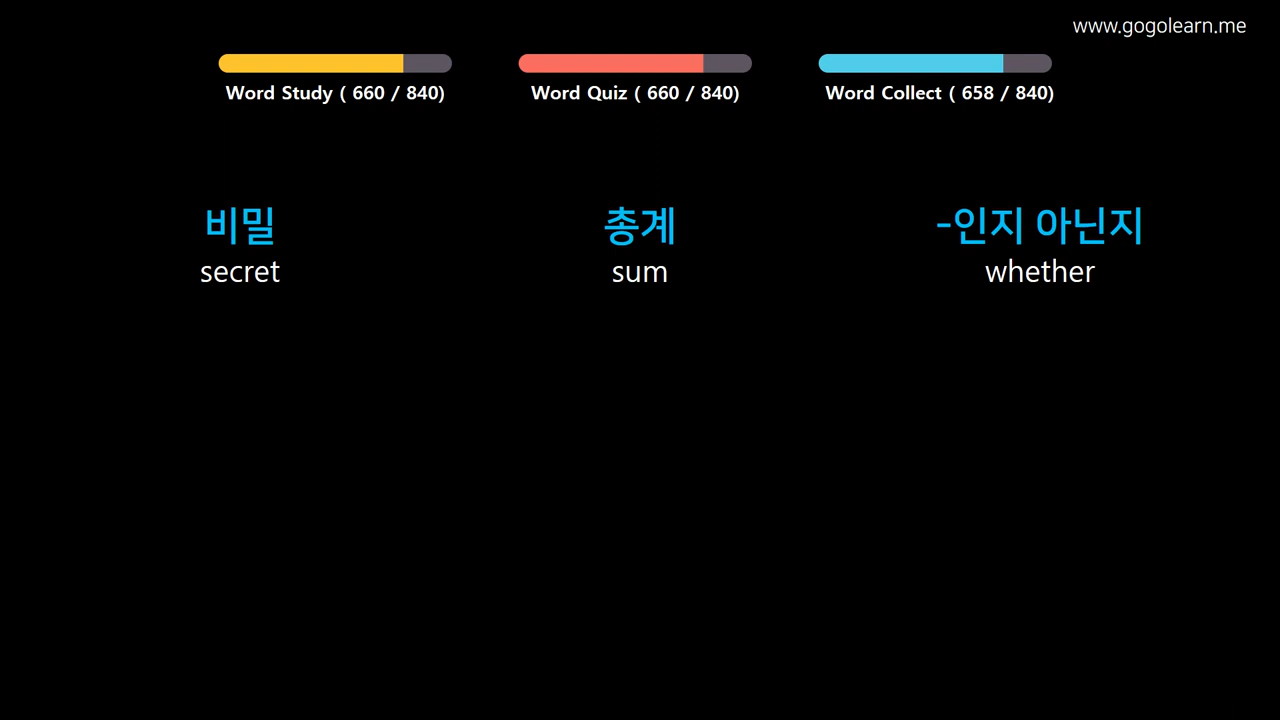 www.gogolearn.me
Word Study ( 660 / 840)
Word Quiz ( 660 / 840)
Word Collect ( 658 / 840)
비밀
secret
총계
sum
-인지 아닌지
whether